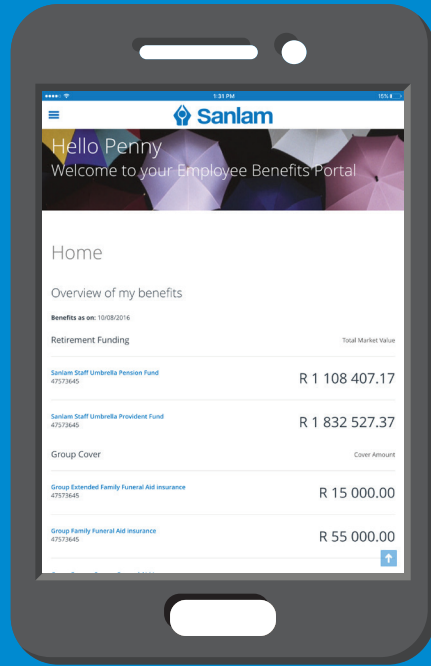 1:31 PM
15%
Sanlam
Hello Penny
Welcome to your Employee Benefits Portal
Home
Overview of my benefits
Benefits as on: 10/08/2016
Retirement Funding Total Market Value
Sanlam Staff Umbrella Pension Fund
47573645
R 1 108 407.17
Sanlam Staff Umbrella Provident Fund
47573645
R 1 832 527.37
Group Cover Cover Amount
Group Extended Family Funeral Aid insurance
47573645
R 15 000.00
Group Family Funeral Aid insurance
47573645
R 55 000.00